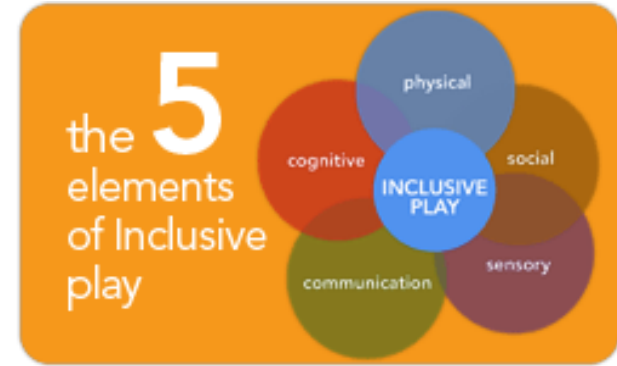 the 5
elements
of Inclusive
play
physical
cognitive
social
INCLUSIVE
PLAY
sensory
communication